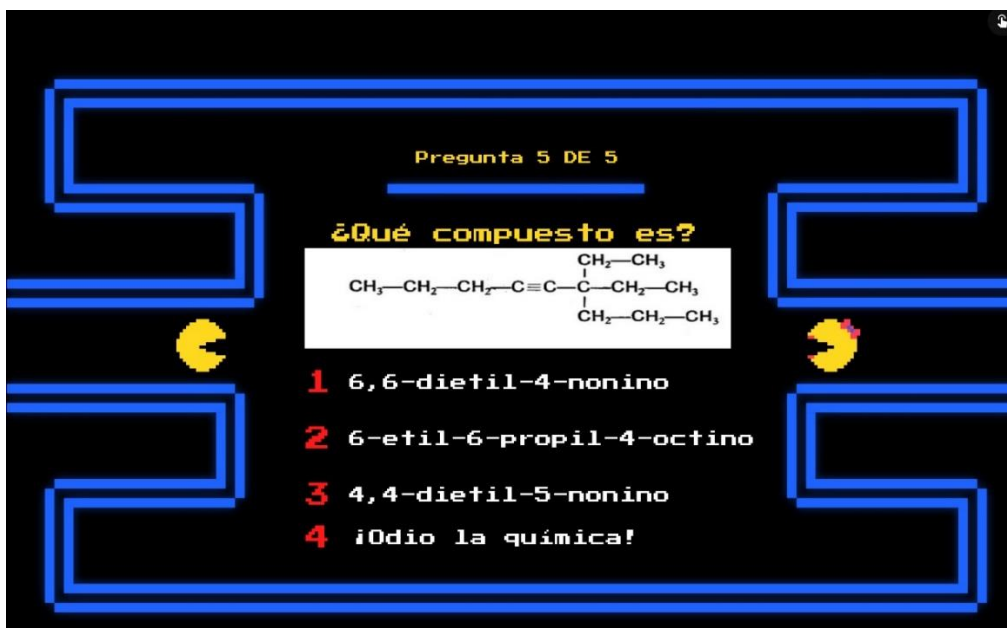 Pregunta 5 DE 5
¿Qué compuesto es?
CH₂—CH₃
CH₃—CH₂—CH₂—C≡C—C—CH₂—CH₃
CH₂—CH₂—CH₃
1 6,6-dietil-4-nonino
2 6-etil-6-propil-4-octino
3 4,4-dietil-5-nonino
4 ¡Odio la química!